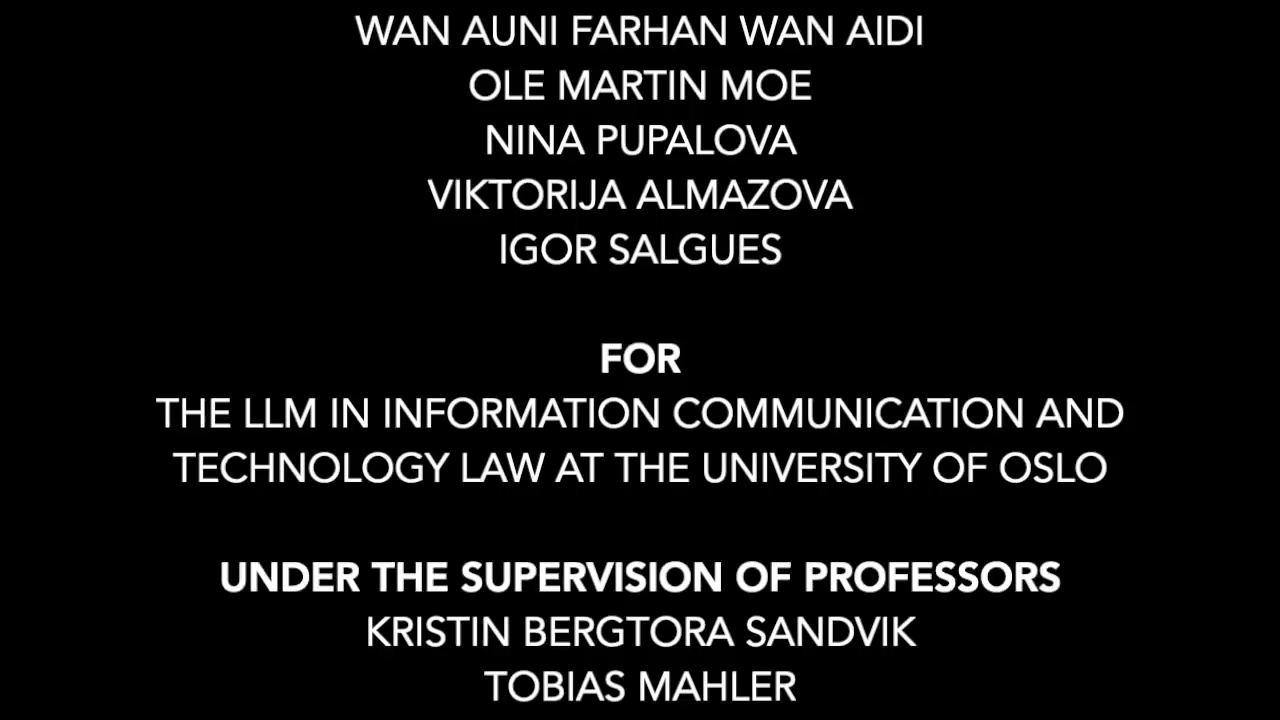 WAN AUNI FARHAN WAN AIDI
OLE MARTIN MOE
NINA PUPALOVA
VIKTORIJA ALMAZOVA
IGOR SALGUES
FOR
THE LLM IN INFORMATION COMMUNICATION AND
TECHNOLOGY LAW AT THE UNIVERSITY OF OSLO
UNDER THE SUPERVISION OF PROFESSORS
KRISTIN BERGTORA SANDVIK
TOBIAS MAHLER